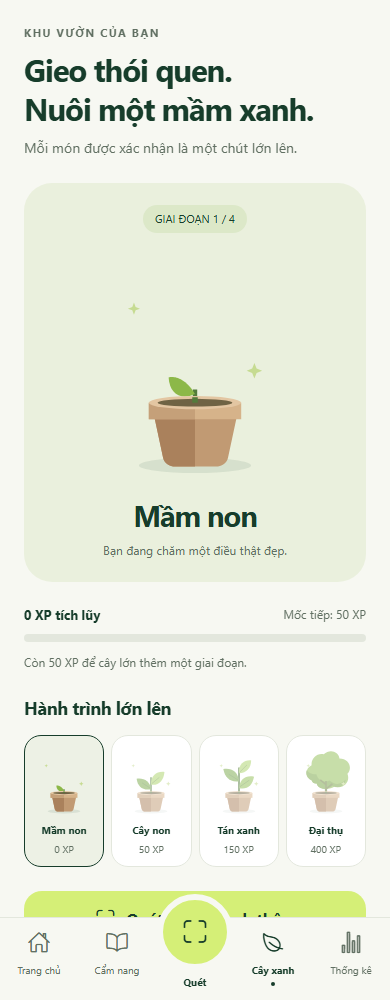 KHU VƯỜN CỦA BẠN
Gieo thói quen.
Nuôi một mầm xanh.
Mỗi món được xác nhận là một chút lớn lên.
GIAI ĐOẠN 1 / 4
Mầm non
Bạn đang chăm một điều thật đẹp.
0 XP tích lũy
Mốc tiếp: 50 XP
Còn 50 XP để cây lớn thêm một giai đoạn.
Hành trình lớn lên
Mầm non
Cây non
Tán xanh
Đại thụ
0 XP
50 XP
150 XP
400 XP
Trang chủ
Cẩm nang
Quét
Cây xanh
Thống kê